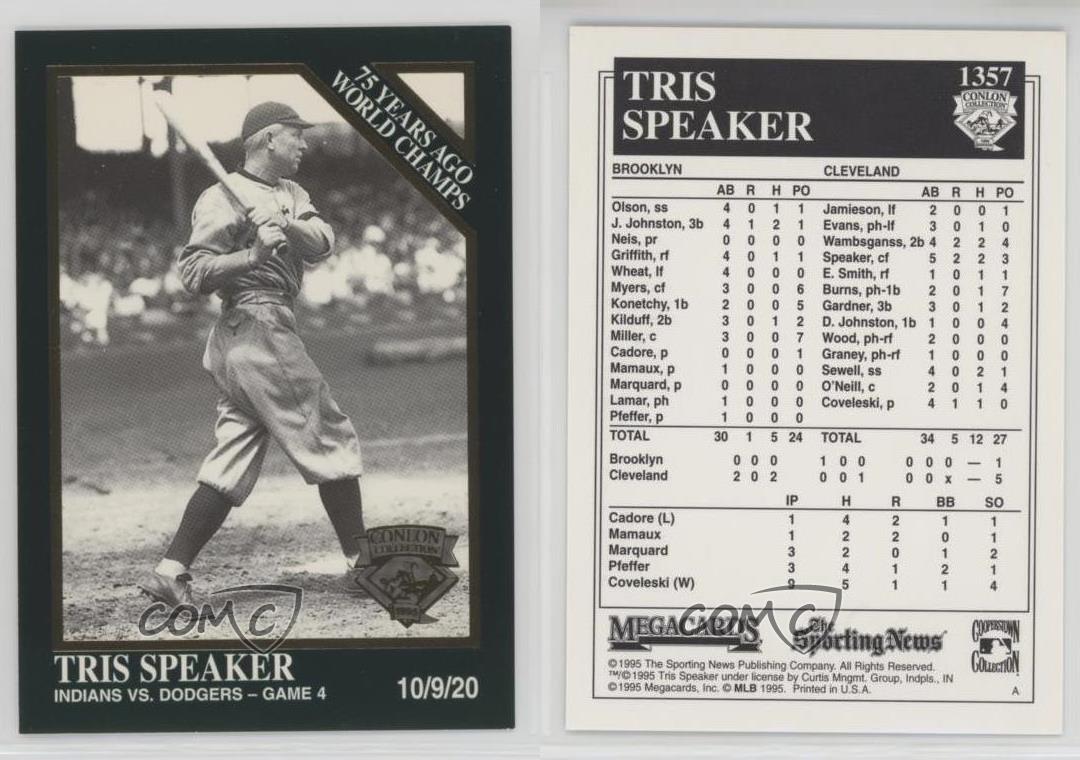 75 YEARS AGO
WORLD CHAMPS
CONLON
COLLECTION
1995
TRIS SPEAKER
INDIANS VS. DODGERS – GAME 4
10/9/20
COMC
TRIS
SPEAKER
1357
CONLON
COLLECTION
BROOKLYN CLEVELAND
AB R H PO AB R H PO
Olson, ss 4 0 1 1 Jamieson, lf 2 0 0 1
J. Johnston, 3b 4 1 2 1 Evans, ph-lf 3 0 1 0
Neis, pr 0 0 0 0 Wambsganss, 2b 4 2 2 4
Griffith, rf 4 0 1 1 Speaker, cf 5 2 2 3
Wheat, lf 4 0 0 0 E. Smith, rf 1 0 1 1
Myers, cf 3 0 0 6 Burns, ph-1b 2 0 1 7
Konetchy, 1b 2 0 0 5 Gardner, 3b 3 0 1 2
Kilduff, 2b 3 0 1 2 D. Johnston, 1b 1 0 0 4
Miller, c 3 0 0 7 Wood, ph-rf 2 0 0 0
Cadore, p 0 0 0 1 Graney, ph-rf 1 0 0 0
Mamaux, p 1 0 0 0 Sewell, ss 4 0 2 1
Marquard, p 0 0 0 0 O'Neill, c 2 0 1 4
Lamar, ph 1 0 0 0 Coveleski, p 4 1 1 0
Pfeffer, p 1 0 0 0
TOTAL 30 1 5 24 TOTAL 34 5 12 27
Brooklyn 0 0 0 1 0 0 0 0 0 — 1
Cleveland 2 0 2 0 0 1 0 0 x — 5
IP H R BB SO
Cadore (L) 1 4 2 1 1
Mamaux 1 2 2 0 1
Marquard 3 2 0 1 2
Pfeffer 3 4 1 2 1
Coveleski (W) 9 5 1 1 4
COMC
MEGACARDS The Sporting News COOPERSTOWN COLLECTION
©1995 The Sporting News Publishing Company. All Rights Reserved.
™/©1995 Tris Speaker under license by Curtis Mngmt. Group, Indpls., IN
©1995 Megacards, Inc. © MLB 1995. Printed in U.S.A.
A